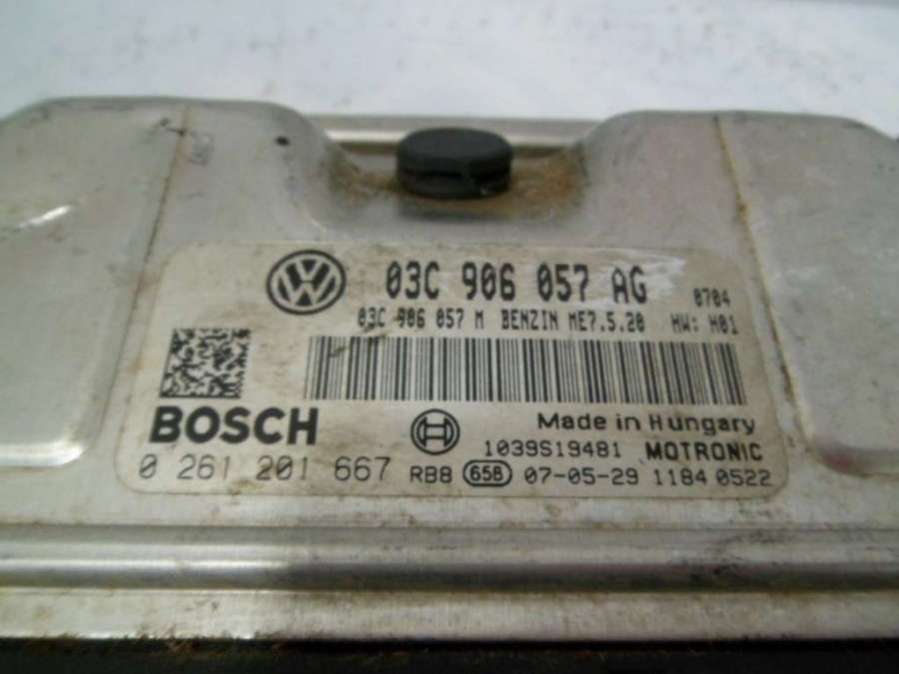 03C 906 057 AG 0704
03C 906 057 M BENZIN ME7.5.20 HW: H01
BOSCH Made in Hungary
1039S19481 MOTRONIC
0 261 201 667 RB8 65B 07-05-29 1184 0522